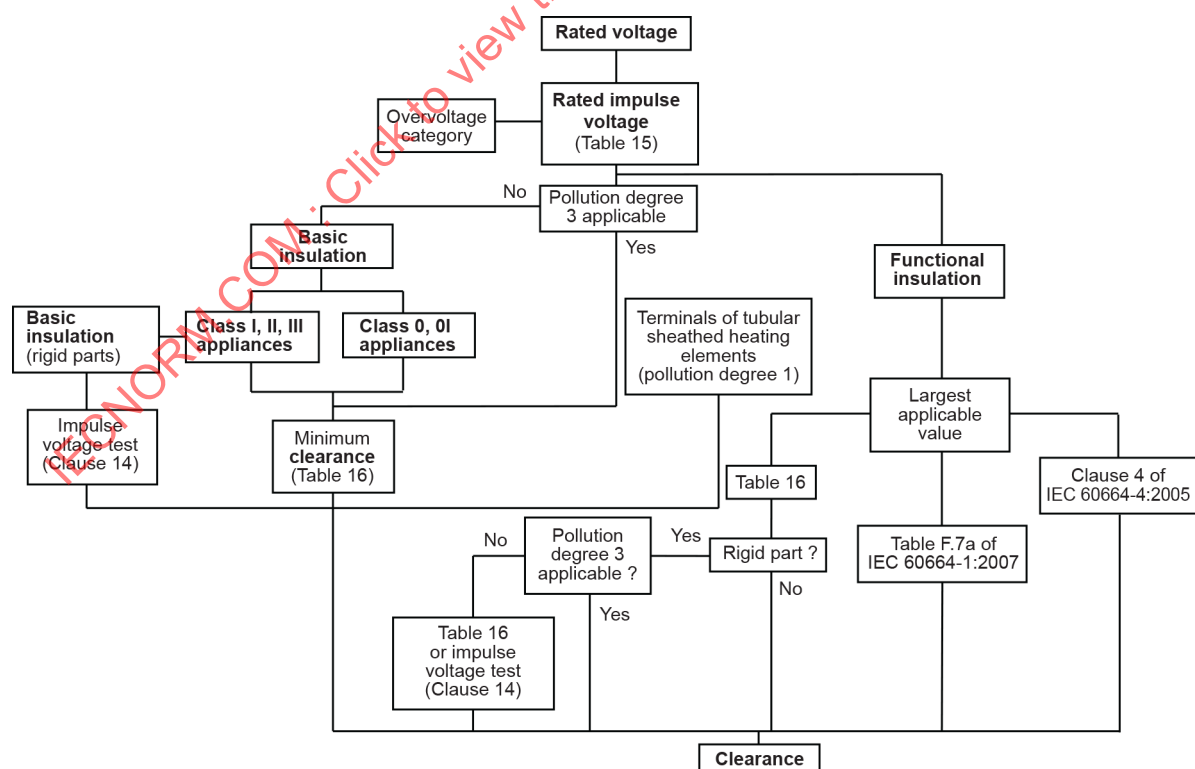 Rated voltage
Rated impulse
voltage
(Table 15)
Overvoltage
category
No
Pollution degree
3 applicable
Yes
Basic
insulation
Functional
insulation
Basic
insulation
(rigid parts)
Class I, II, III
appliances
Class 0, 0I
appliances
Terminals of tubular
sheathed heating
elements
(pollution degree 1)
Impulse
voltage test
(Clause 14)
Minimum
clearance
(Table 16)
Largest
applicable
value
Table 16
Clause 4 of
IEC 60664-4:2005
No
Pollution
degree 3
applicable ?
Yes
Rigid part ?
Table F.7a of
IEC 60664-1:2007
Yes
No
Table 16
or impulse
voltage test
(Clause 14)
Clearance
IECNORM.COM : Click to view